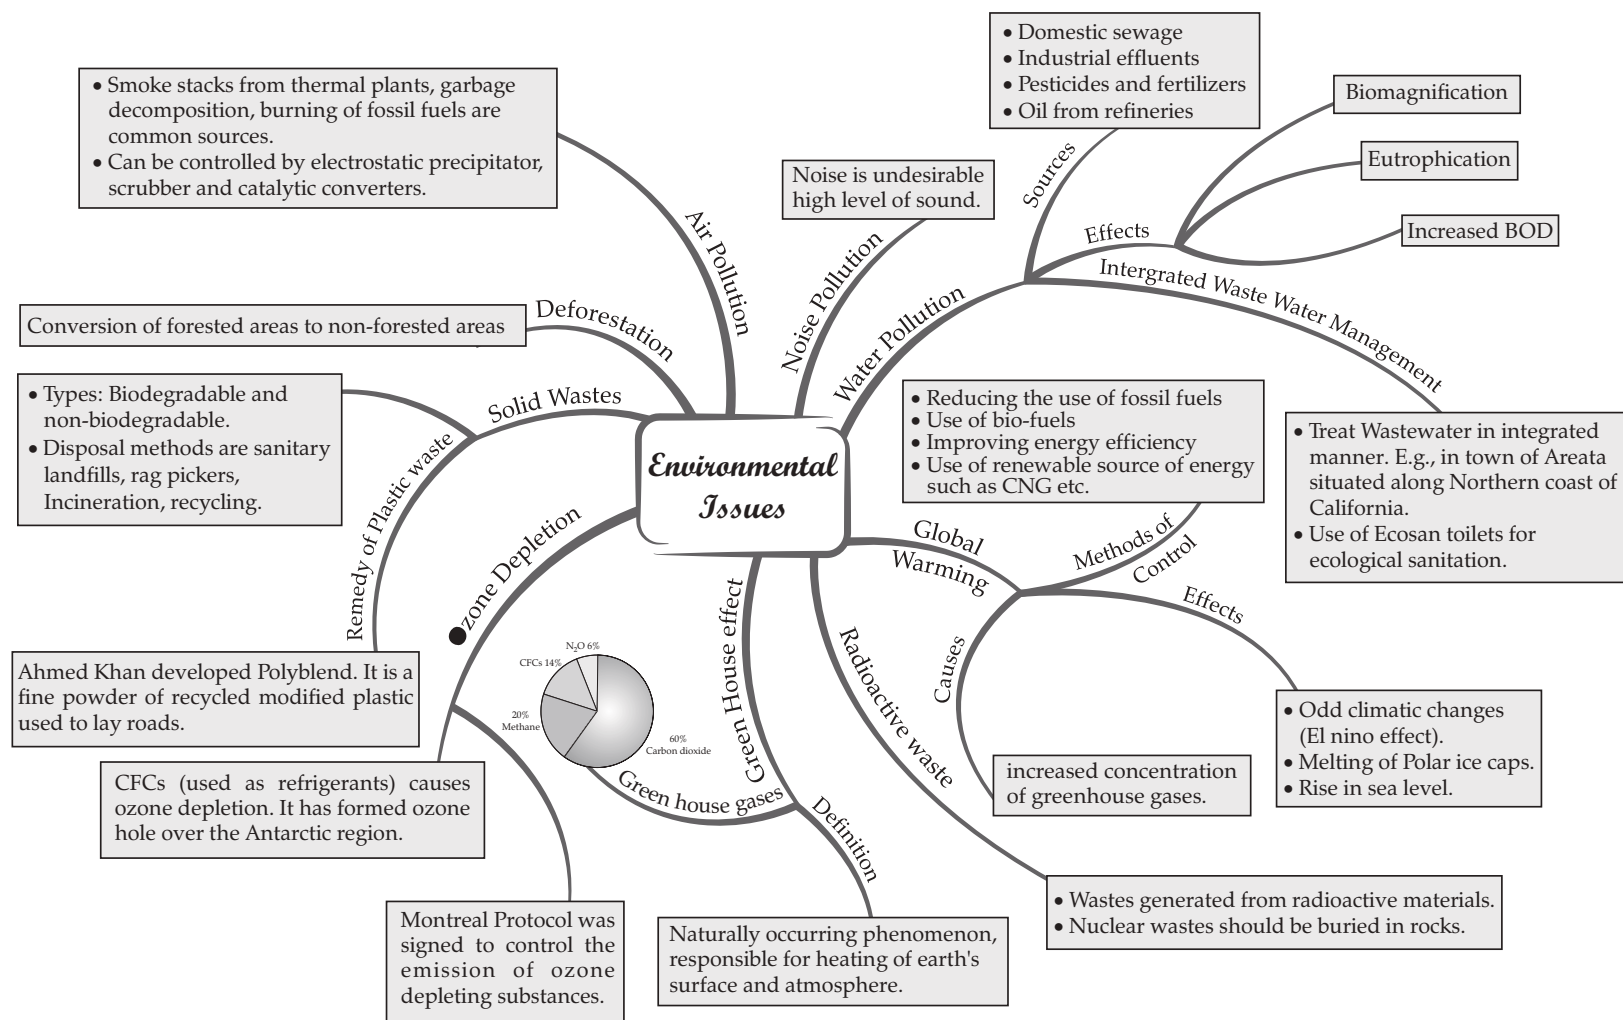 Environmental
Issues
Air Pollution
• Smoke stacks from thermal plants, garbage
decomposition, burning of fossil fuels are
common sources.
• Can be controlled by electrostatic precipitator,
scrubber and catalytic converters.
Noise Pollution
Noise is undesirable
high level of sound.
Water Pollution
Sources
• Domestic sewage
• Industrial effluents
• Pesticides and fertilizers
• Oil from refineries
Effects
Biomagnification
Eutrophication
Increased BOD
Intergrated Waste Water Management
• Treat Wastewater in integrated
manner. E.g., in town of Areata
situated along Northern coast of
California.
• Use of Ecosan toilets for
ecological sanitation.
Global
Warming
Methods of
Control
• Reducing the use of fossil fuels
• Use of bio-fuels
• Improving energy efficiency
• Use of renewable source of energy
such as CNG etc.
Effects
• Odd climatic changes
(El nino effect).
• Melting of Polar ice caps.
• Rise in sea level.
Causes
increased concentration
of greenhouse gases.
Radioactive waste
• Wastes generated from radioactive materials.
• Nuclear wastes should be buried in rocks.
Green House effect
Definition
Naturally occurring phenomenon,
responsible for heating of earth's
surface and atmosphere.
Green house gases
N₂O 6%
CFCs 14%
20%
Methane
60%
Carbon dioxide
●zone Depletion
CFCs (used as refrigerants) causes
ozone depletion. It has formed ozone
hole over the Antarctic region.
Montreal Protocol was
signed to control the
emission of ozone
depleting substances.
Solid Wastes
• Types: Biodegradable and
non-biodegradable.
• Disposal methods are sanitary
landfills, rag pickers,
Incineration, recycling.
Remedy of Plastic waste
Ahmed Khan developed Polyblend. It is a
fine powder of recycled modified plastic
used to lay roads.
Deforestation
Conversion of forested areas to non-forested areas